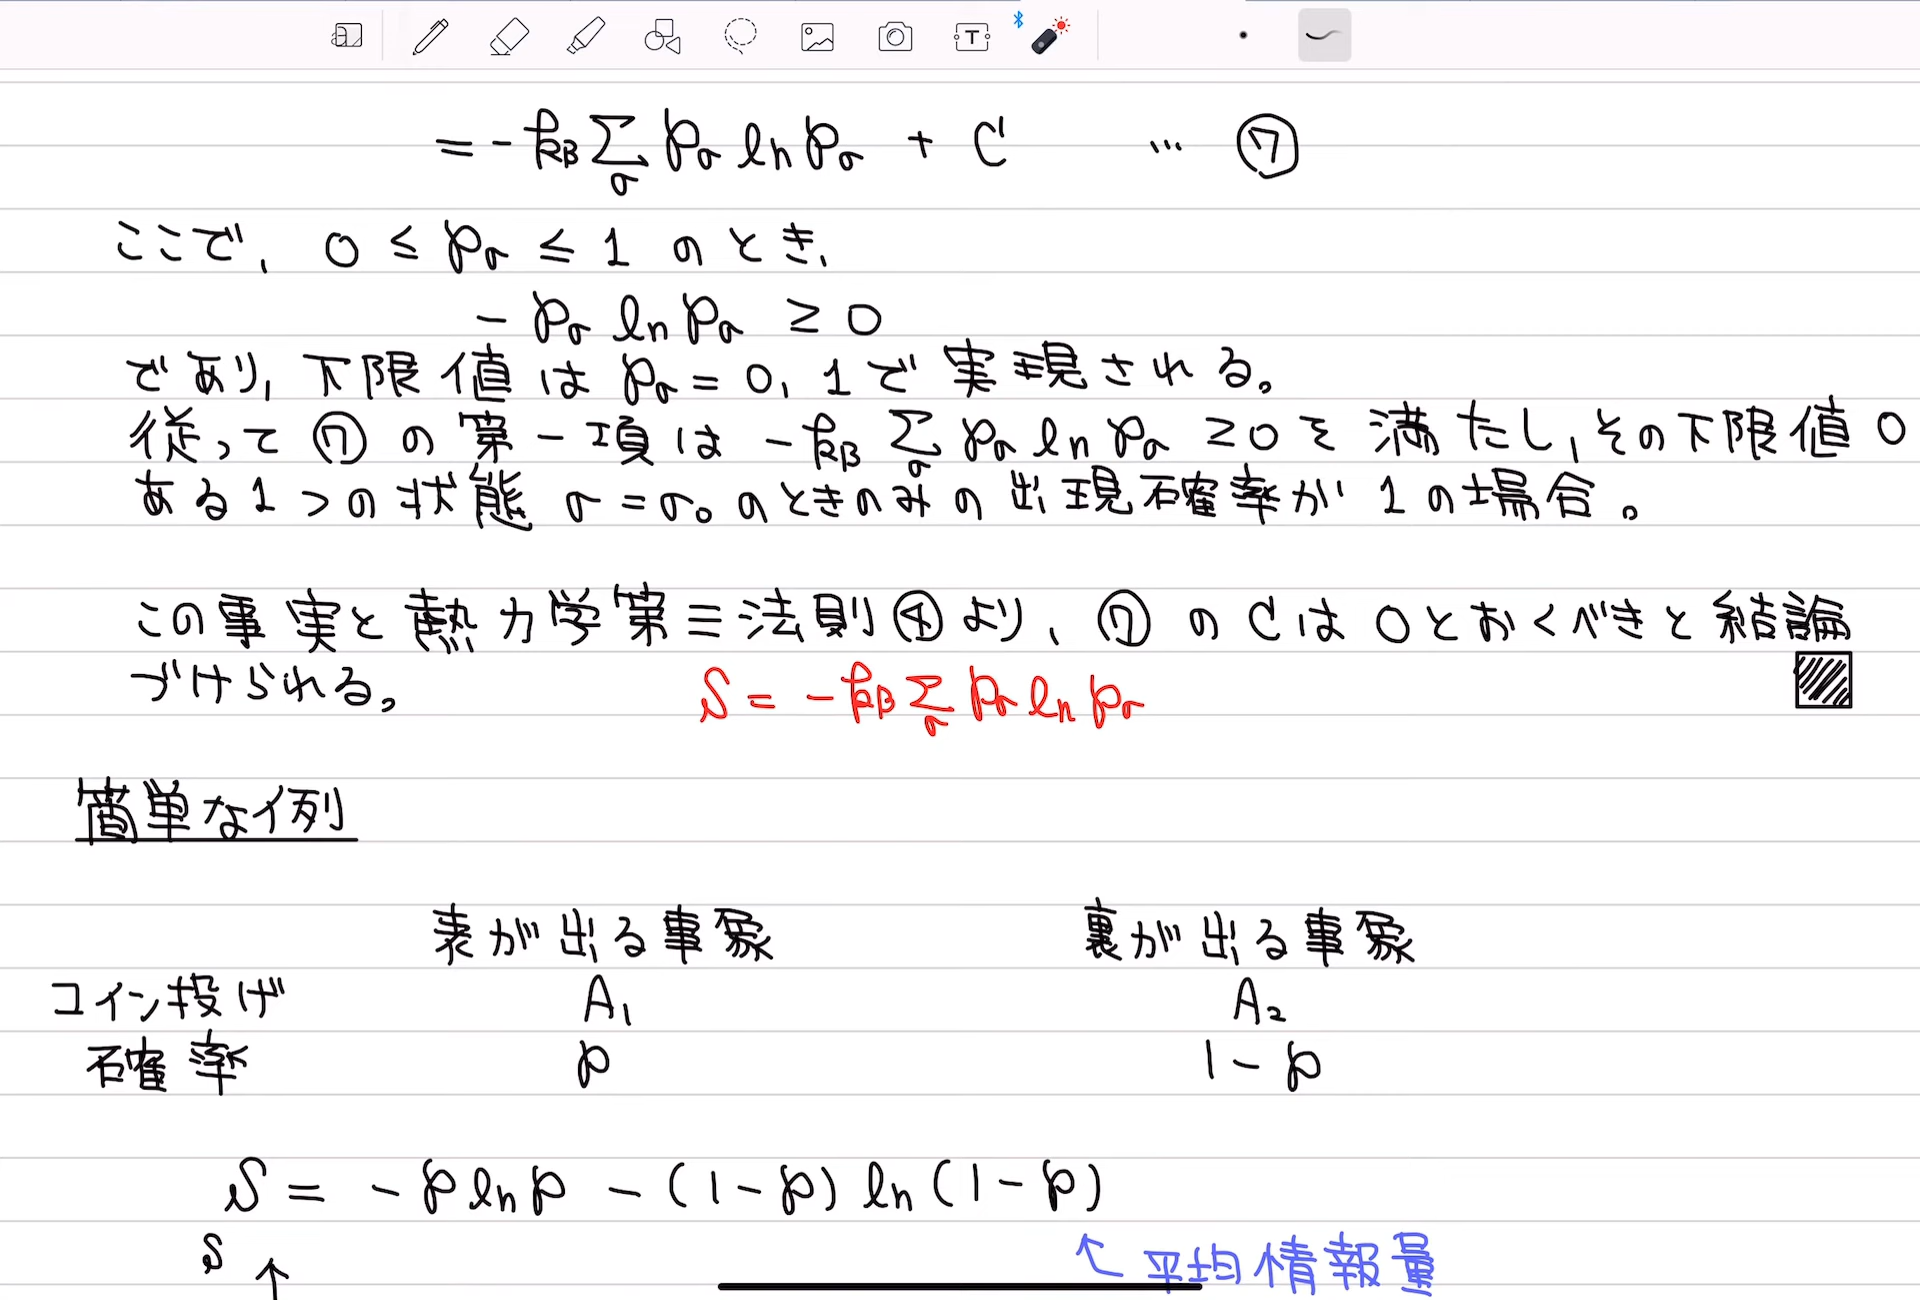 = -k_B Σ_σ p_σ ln p_σ + C … ⑦
ここで、0 ≤ p_σ ≤ 1 のとき、
- p_σ ln p_σ ≥ 0
であり、下限値は p_σ = 0, 1で実現される。
従って ⑦ の第一項は -k_B Σ_σ p_σ ln p_σ ≥0を満たし、その下限値0
ある1つの状態 σ = σ₀ のときのみの出現確率が1の場合。
この事実と熱力学第三法則④より、⑦のCは0とおくべきと結論
づけられる。
S = -k_B Σ_σ p_σ ln p_σ
簡単な例
表が出る事象 裏が出る事象
コイン投げ A₁ A₂
確率 p 1-p
S = -p ln p - (1-p) ln (1-p)
S ↑
平均情報量